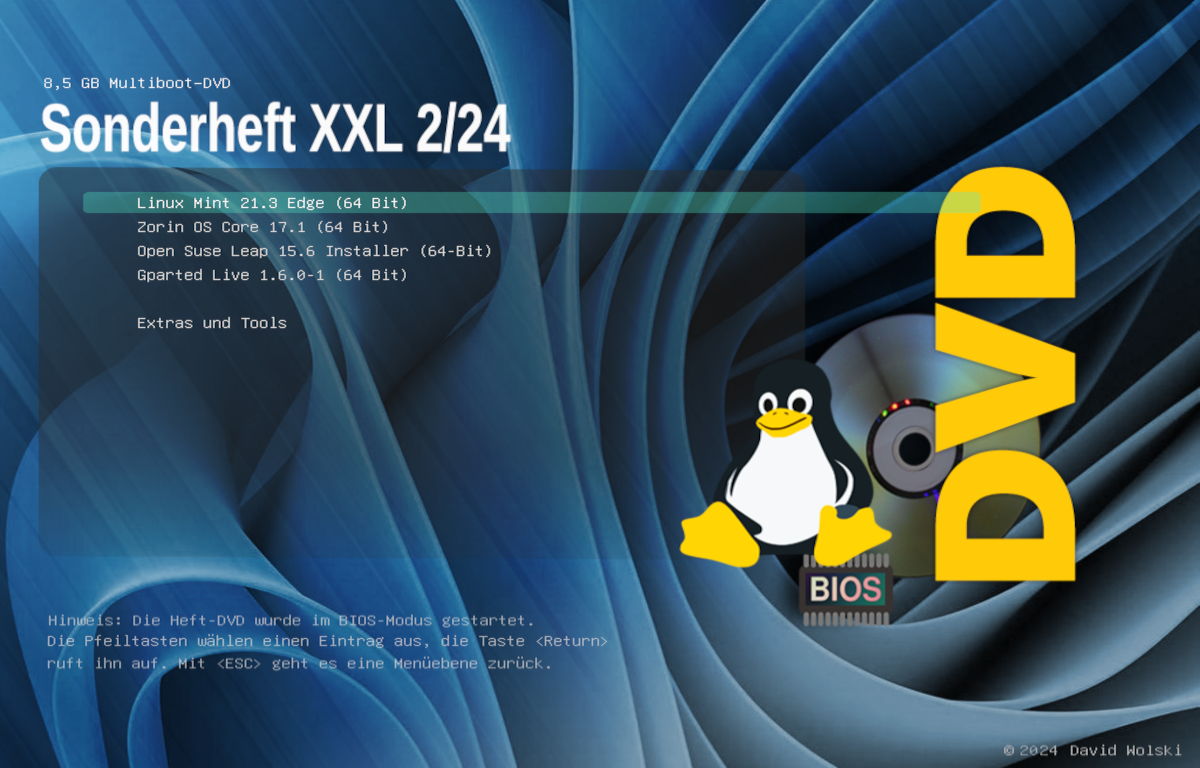 8,5 GB Multiboot-DVD
Sonderheft XXL 2/24
Linux Mint 21.3 Edge (64 Bit)
Zorin OS Core 17.1 (64 Bit)
Open Suse Leap 15.6 Installer (64-Bit)
Gparted Live 1.6.0-1 (64 Bit)
Extras und Tools
DVD
BIOS
Hinweis: Die Heft-DVD wurde im BIOS-Modus gestartet.
Die Pfeiltasten wählen einen Eintrag aus, die Taste <Return>
ruft ihn auf. Mit <ESC> geht es eine Menüebene zurück.
© 2024 David Wolski